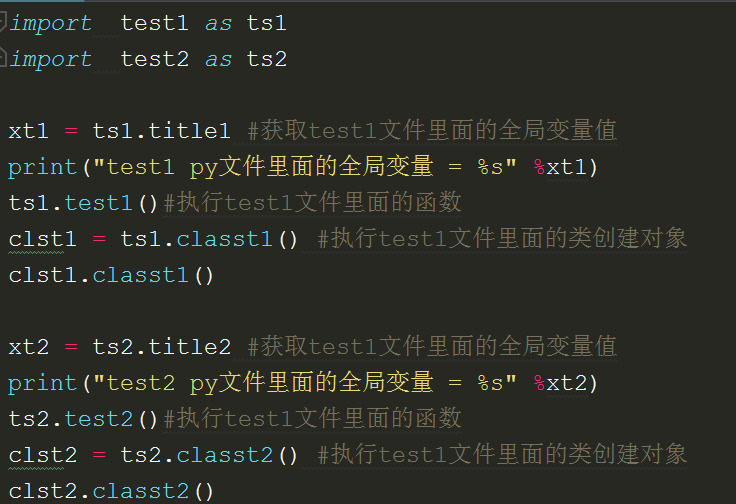 import  test1 as ts1
import  test2 as ts2
xt1 = ts1.title1 #获取test1文件里面的全局变量值
print("test1 py文件里面的全局变量 = %s" %xt1)
ts1.test1()#执行test1文件里面的函数
clst1 = ts1.classt1() #执行test1文件里面的类创建对象
clst1.classt1()
xt2 = ts2.title2 #获取test1文件里面的全局变量值
print("test2 py文件里面的全局变量 = %s" %xt2)
ts2.test2()#执行test1文件里面的函数
clst2 = ts2.classt2() #执行test1文件里面的类创建对象
clst2.classt2()